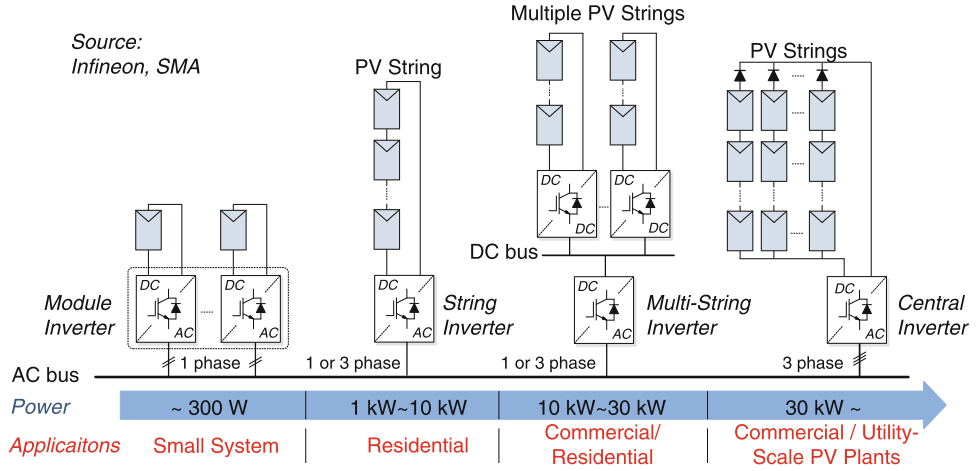 Source:
Infineon, SMA
PV String
Multiple PV Strings
PV Strings
DC
DC
DC
DC
DC bus
Module
Inverter
DC
AC
DC
AC
String
Inverter
DC
AC
Multi-String
Inverter
DC
AC
Central
Inverter
DC
AC
1 phase
1 or 3 phase
1 or 3 phase
3 phase
AC bus
Power
~ 300 W
1 kW~10 kW
10 kW~30 kW
30 kW ~
Applicaitons
Small System
Residential
Commercial/
Residential
Commercial / Utility-
Scale PV Plants